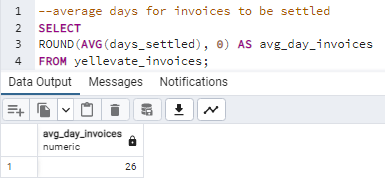 1 --average days for invoices to be settled
2 SELECT
3 ROUND(AVG(days_settled), 0) AS avg_day_invoices
4 FROM yellevate_invoices;
Data Output Messages Notifications
avg_day_invoices
numeric
1 26